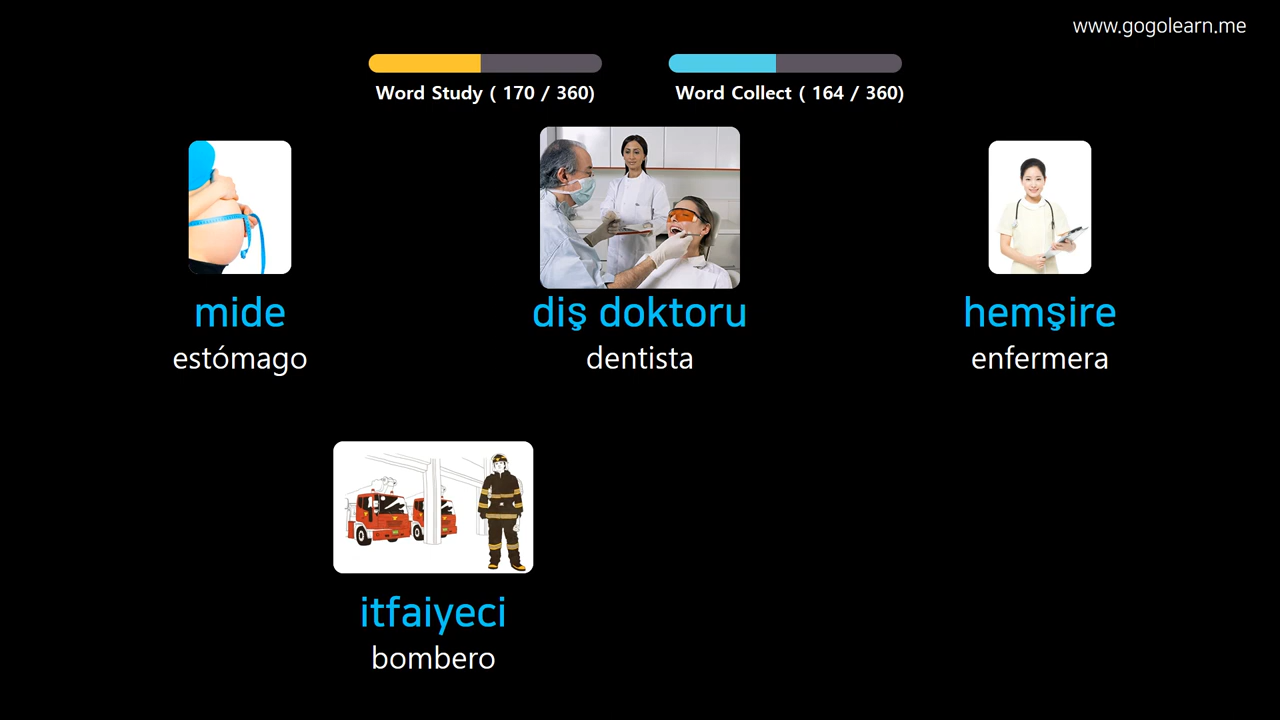 www.gogolearn.me
Word Study ( 170 / 360)
Word Collect ( 164 / 360)
mide
estómago
diş doktoru
dentista
hemşire
enfermera
itfaiyeci
bombero